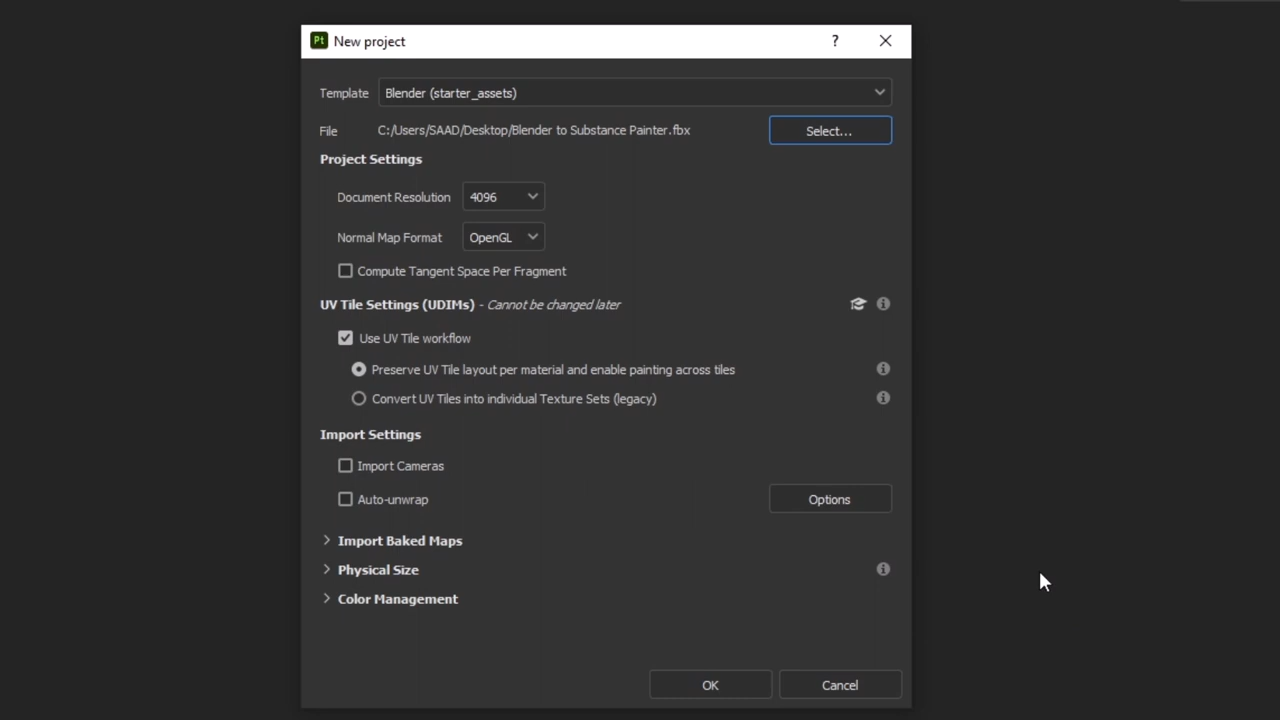 Pt New project ?
Template Blender (starter_assets)
File C:/Users/SAAD/Desktop/Blender to Substance Painter.fbx Select...
Project Settings
Document Resolution 4096
Normal Map Format OpenGL
Compute Tangent Space Per Fragment
UV Tile Settings (UDIMs) - Cannot be changed later
Use UV Tile workflow
Preserve UV Tile layout per material and enable painting across tiles
Convert UV Tiles into individual Texture Sets (legacy)
Import Settings
Import Cameras
Auto-unwrap Options
Import Baked Maps
Physical Size
Color Management
OK Cancel